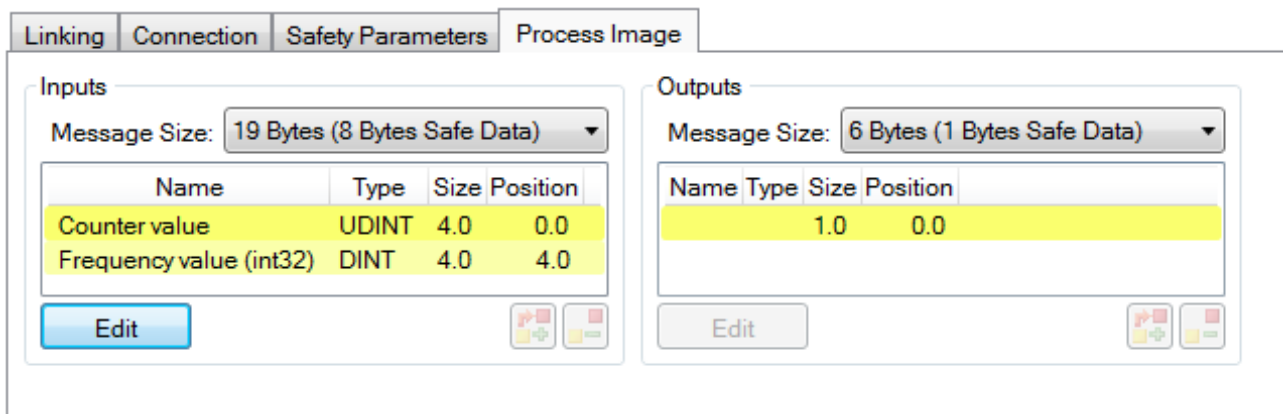 Linking Connection Safety Parameters Process Image
Inputs
Message Size: 19 Bytes (8 Bytes Safe Data)
Name Type Size Position
Counter value UDINT 4.0 0.0
Frequency value (int32) DINT 4.0 4.0
Edit
Outputs
Message Size: 6 Bytes (1 Bytes Safe Data)
Name Type Size Position
1.0 0.0
Edit